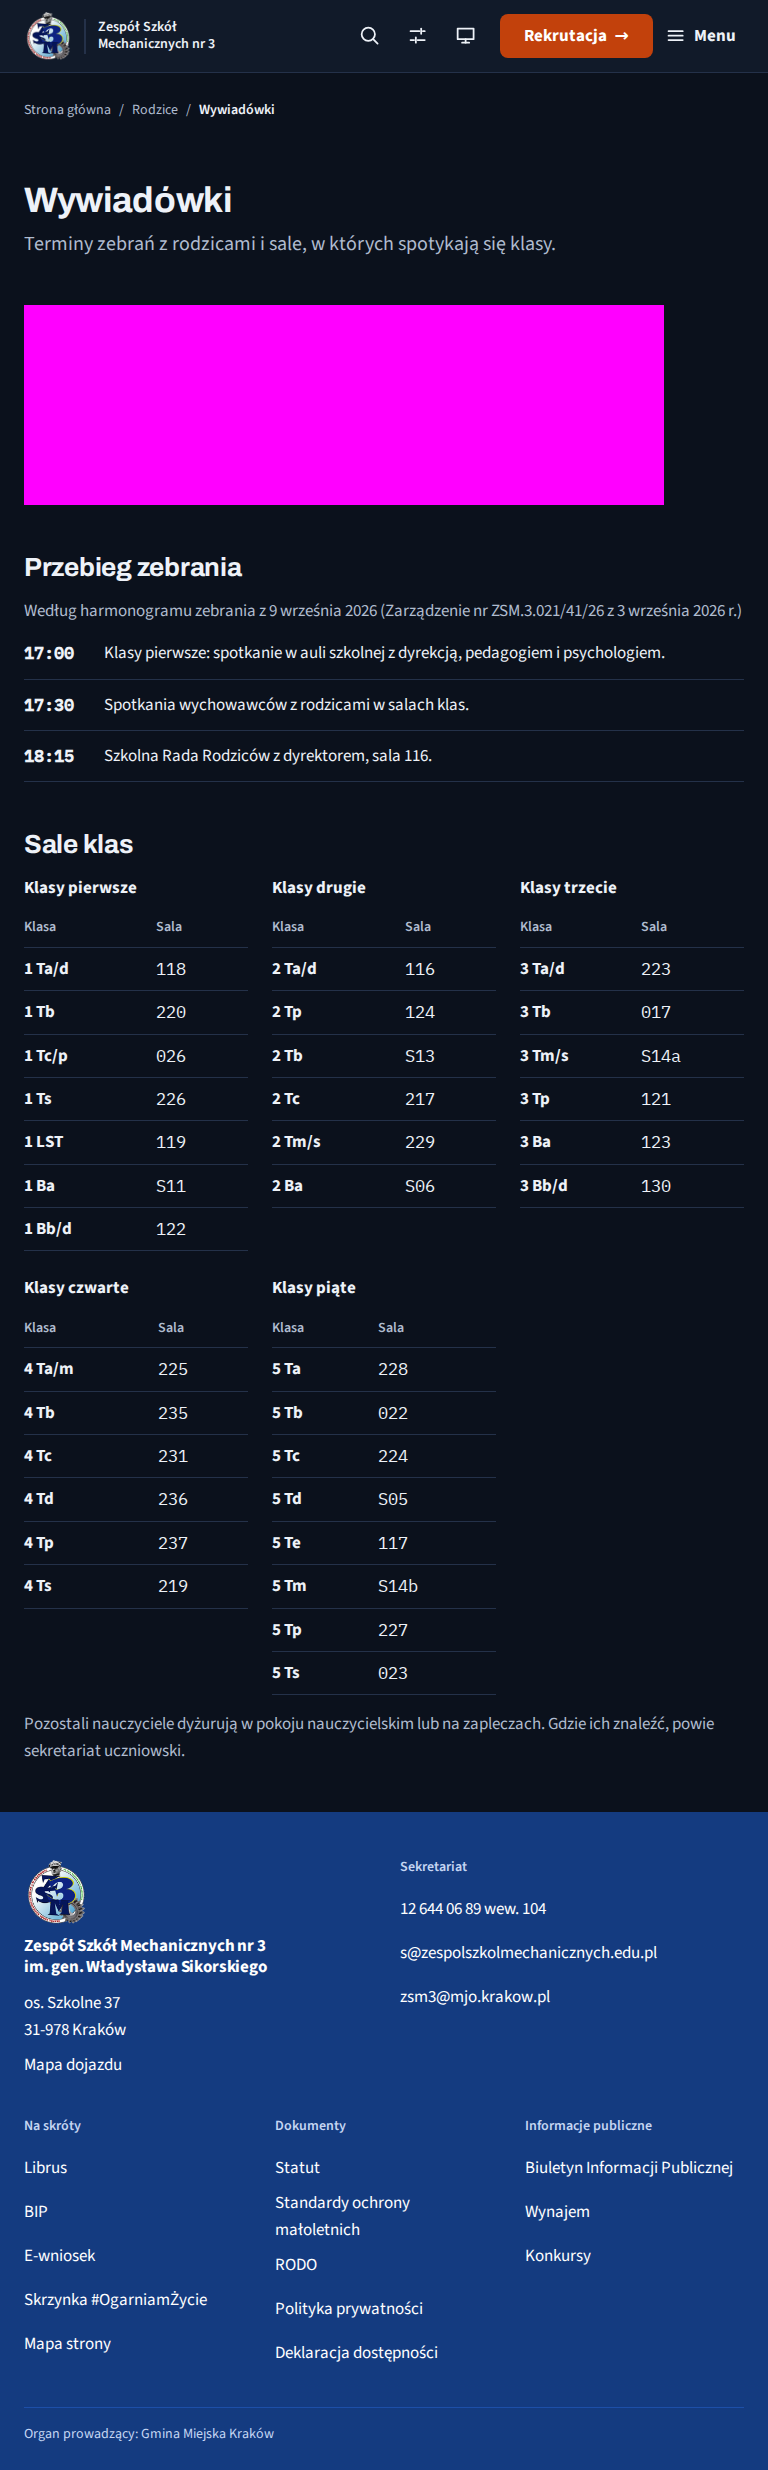 Zespół Szkół
Mechanicznych nr 3
Rekrutacja →
Menu
Strona główna / Rodzice / Wywiadówki
Wywiadówki
Terminy zebrań z rodzicami i sale, w których spotykają się klasy.
Przebieg zebrania
Według harmonogramu zebrania z 9 września 2026 (Zarządzenie nr ZSM.3.021/41/26 z 3 września 2026 r.)
17:00 Klasy pierwsze: spotkanie w auli szkolnej z dyrekcją, pedagogiem i psychologiem.
17:30 Spotkania wychowawców z rodzicami w salach klas.
18:15 Szkolna Rada Rodziców z dyrektorem, sala 116.
Sale klas
Klasy pierwsze
Klasa Sala
1 Ta/d 118
1 Tb 220
1 Tc/p 026
1 Ts 226
1 LST 119
1 Ba S11
1 Bb/d 122
Klasy drugie
Klasa Sala
2 Ta/d 116
2 Tp 124
2 Tb S13
2 Tc 217
2 Tm/s 229
2 Ba S06
Klasy trzecie
Klasa Sala
3 Ta/d 223
3 Tb 017
3 Tm/s S14a
3 Tp 121
3 Ba 123
3 Bb/d 130
Klasy czwarte
Klasa Sala
4 Ta/m 225
4 Tb 235
4 Tc 231
4 Td 236
4 Tp 237
4 Ts 219
Klasy piąte
Klasa Sala
5 Ta 228
5 Tb 022
5 Tc 224
5 Td S05
5 Te 117
5 Tm S14b
5 Tp 227
5 Ts 023
Pozostali nauczyciele dyżurują w pokoju nauczycielskim lub na zapleczach. Gdzie ich znaleźć, powie
sekretariat uczniowski.
Zespół Szkół Mechanicznych nr 3
im. gen. Władysława Sikorskiego
os. Szkolne 37
31-978 Kraków
Mapa dojazdu
Sekretariat
12 644 06 89 wew. 104
s@zespolszkolmechanicznych.edu.pl
zsm3@mjo.krakow.pl
Na skróty
Librus
BIP
E-wniosek
Skrzynka #OgarniamŻycie
Mapa strony
Dokumenty
Statut
Standardy ochrony
małoletnich
RODO
Polityka prywatności
Deklaracja dostępności
Informacje publiczne
Biuletyn Informacji Publicznej
Wynajem
Konkursy
Organ prowadzący: Gmina Miejska Kraków